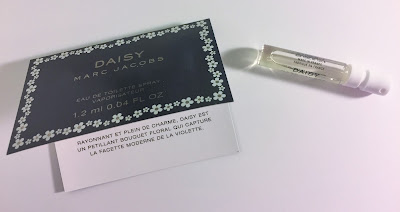 DAISY
MARC JACOBS
EAU DE TOILETTE SPRAY
VAPORISATEUR
1.2 ml 0.04 FL OZ
RAYONNANT ET PLEIN DE CHARME, DAISY EST
UN PETILLANT BOUQUET FLORAL QUI CAPTURE
LA FACETTE MODERNE DE LA VIOLETTE.
DAISY